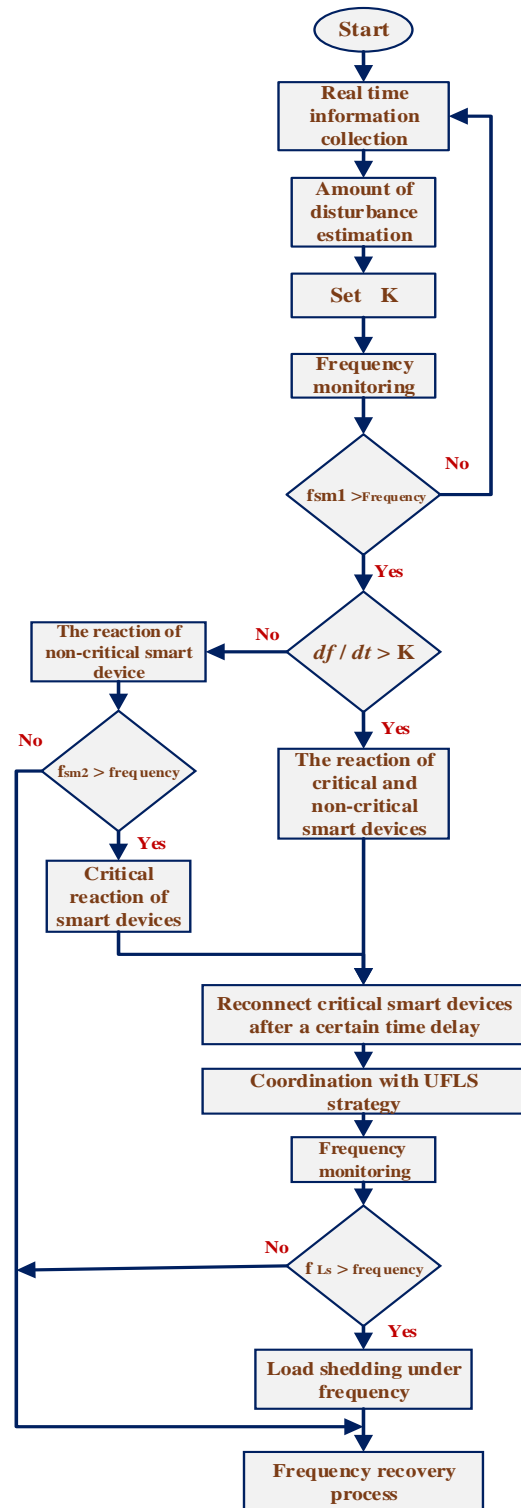 Start
Real time
information
collection
Amount of
disturbance
estimation
Set K
Frequency
monitoring
No
fsm1 >Frequency
Yes
The reaction of
non-critical smart
device
No
df / dt > K
Yes
No
fsm2 > frequency
The reaction of
critical and
non-critical
smart devices
Yes
Critical
reaction of
smart devices
Reconnect critical smart devices
after a certain time delay
Coordination with UFLS
strategy
Frequency
monitoring
No
f Ls > frequency
Yes
Load shedding under
frequency
Frequency recovery
process